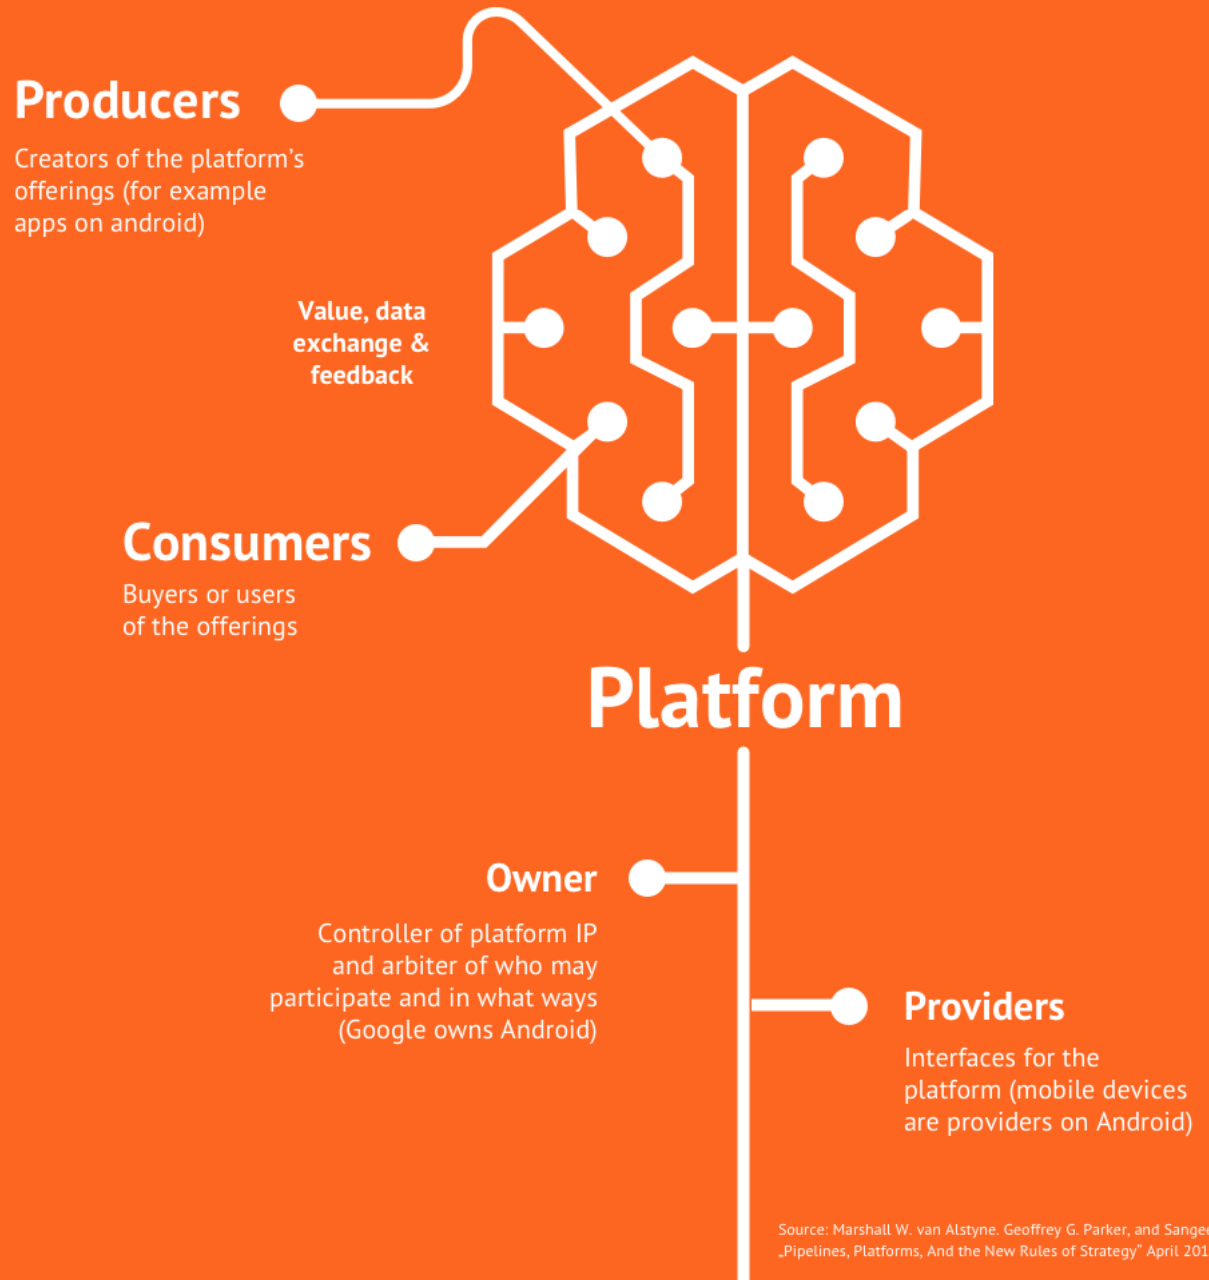 Producers
Creators of the platform's
offerings (for example
apps on android)
Value, data
exchange &
feedback
Consumers
Buyers or users
of the offerings
Platform
Owner
Controller of platform IP
and arbiter of who may
participate and in what ways
(Google owns Android)
Providers
Interfaces for the
platform (mobile devices
are providers on Android)
Source: Marshall W. van Alstyne. Geoffrey G. Parker, and
„Pipelines, Platforms, And the New Rules of Strategy“ April